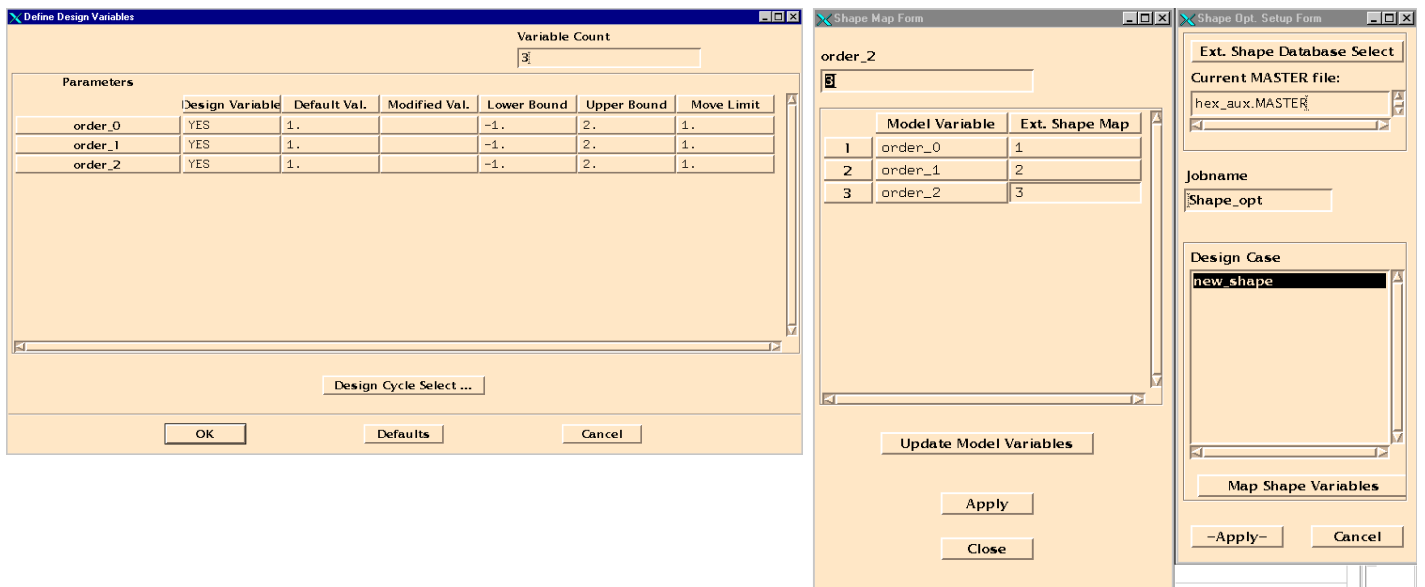 Define Design Variables
Variable Count
3
Parameters
Design Variable Default Val. Modified Val. Lower Bound Upper Bound Move Limit
order_0 YES 1. -1. 2. 1.
order_1 YES 1. -1. 2. 1.
order_2 YES 1. -1. 2. 1.
Design Cycle Select ...
OK Defaults Cancel
Shape Map Form
order_2
3
Model Variable Ext. Shape Map
1 order_0 1
2 order_1 2
3 order_2 3
Update Model Variables
Apply
Close
Shape Opt. Setup Form
Ext. Shape Database Select
Current MASTER file:
hex_aux.MASTER
Jobname
Shape_opt
Design Case
new_shape
Map Shape Variables
-Apply- Cancel